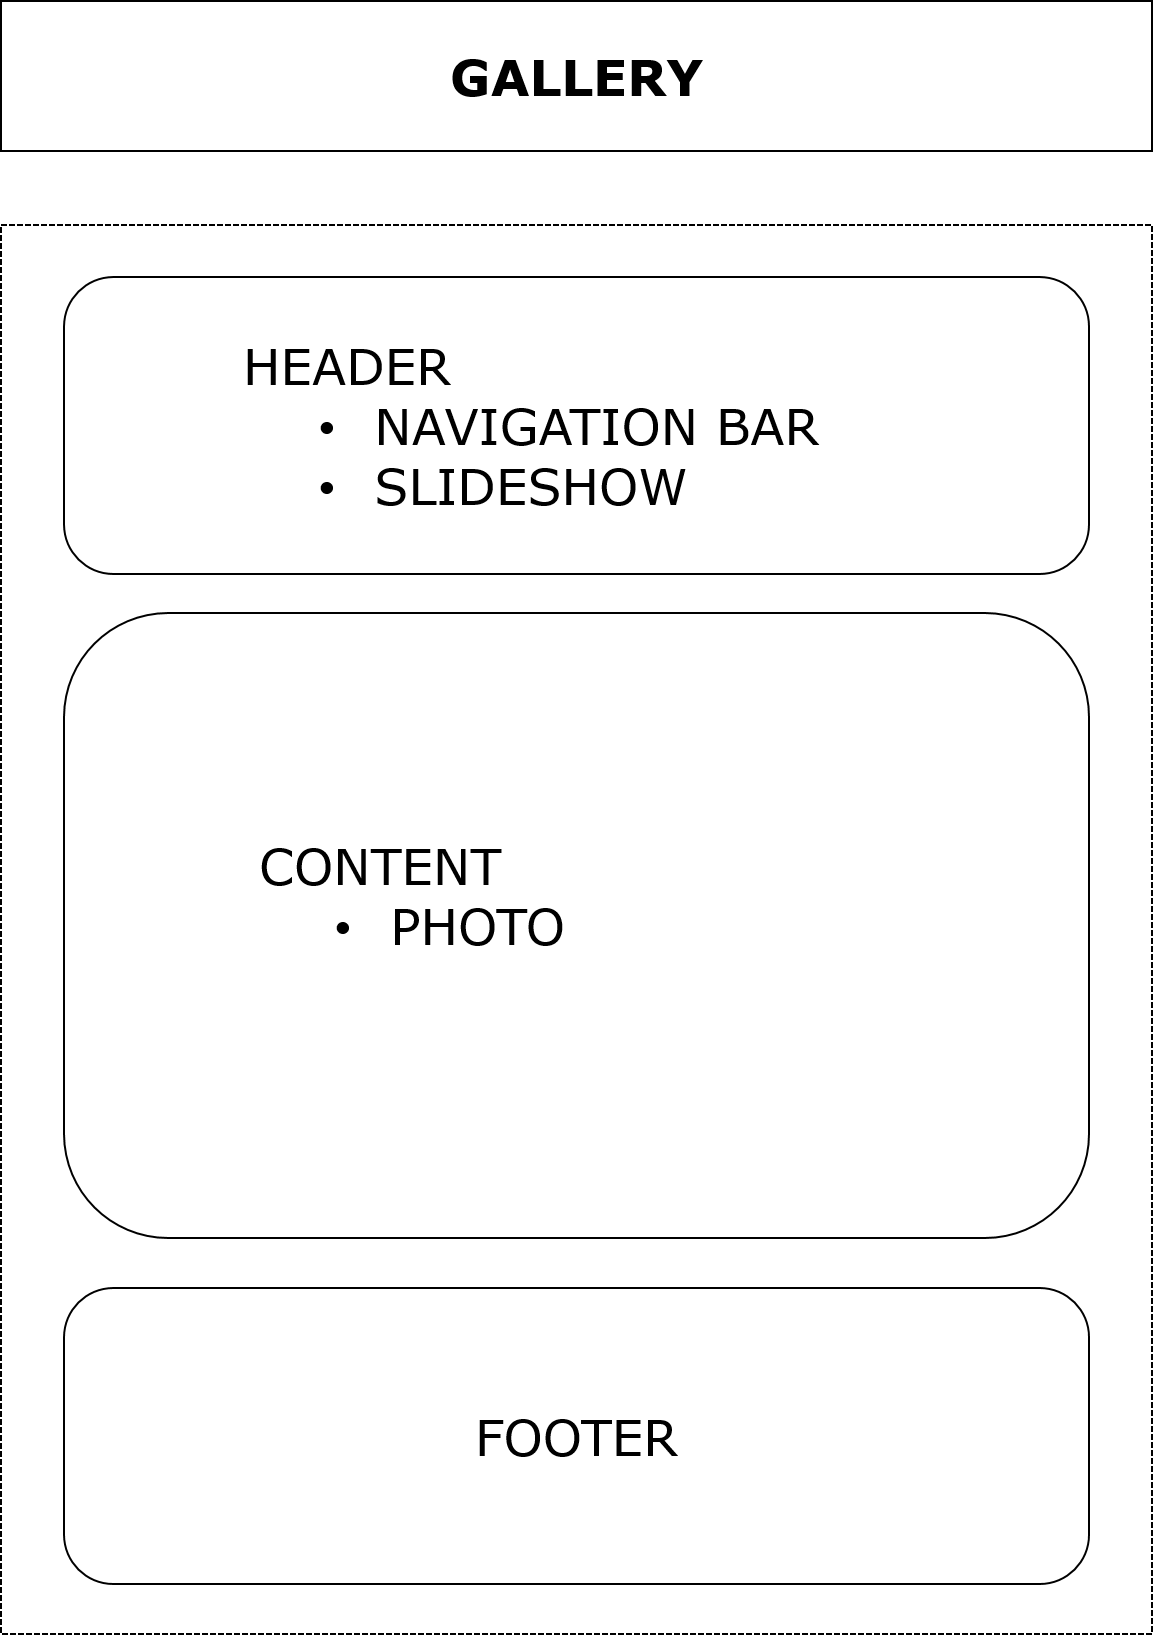 GALLERY
HEADER
• NAVIGATION BAR
• SLIDESHOW
CONTENT
• PHOTO
FOOTER